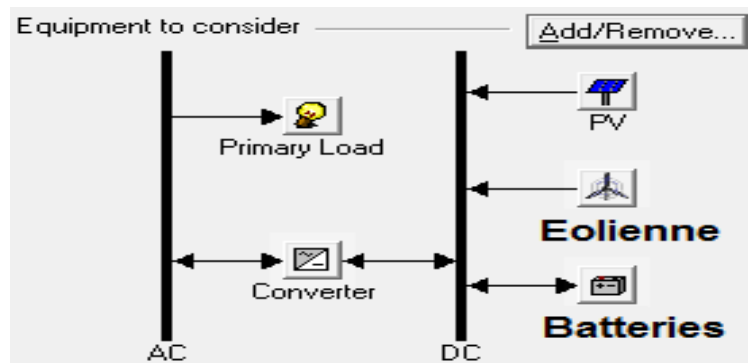 Equipment to consider
Add/Remove...
Primary Load
PV
Eolienne
Converter
Batteries
AC
DC